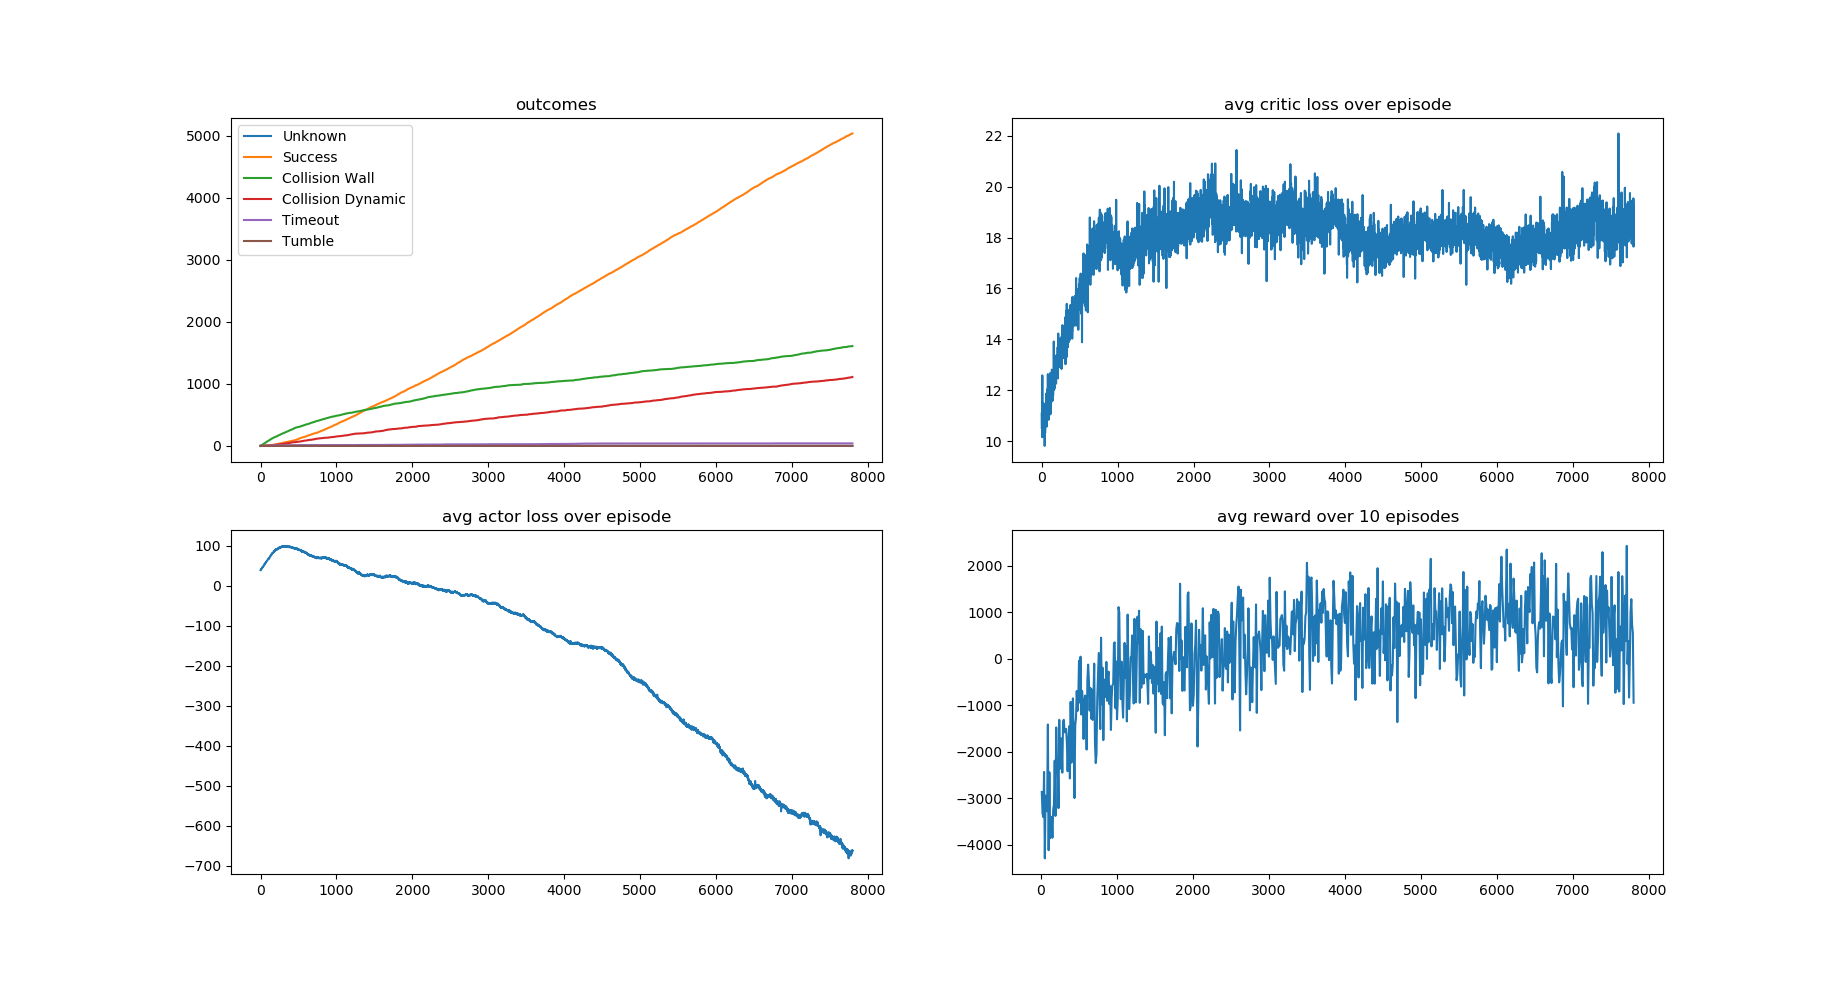 outcomes
5000
4000
3000
2000
1000
0
Unknown
Success
Collision Wall
Collision Dynamic
Timeout
Tumble
0 1000 2000 3000 4000 5000 6000 7000 8000
avg critic loss over episode
22
20
18
16
14
12
10
0 1000 2000 3000 4000 5000 6000 7000 8000
avg actor loss over episode
100
0
−100
−200
−300
−400
−500
−600
−700
0 1000 2000 3000 4000 5000 6000 7000 8000
avg reward over 10 episodes
2000
1000
0
−1000
−2000
−3000
−4000
0 1000 2000 3000 4000 5000 6000 7000 8000